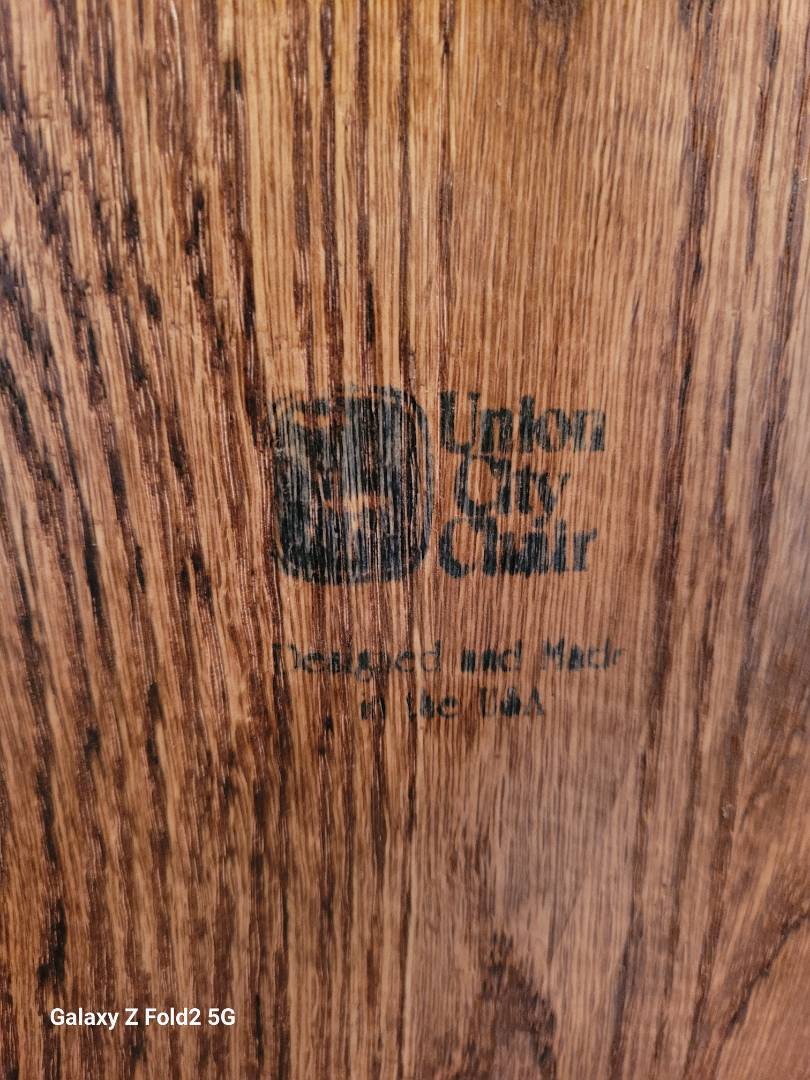 Union
City
Chair
Designed and Made
in the USA
Galaxy Z Fold2 5G